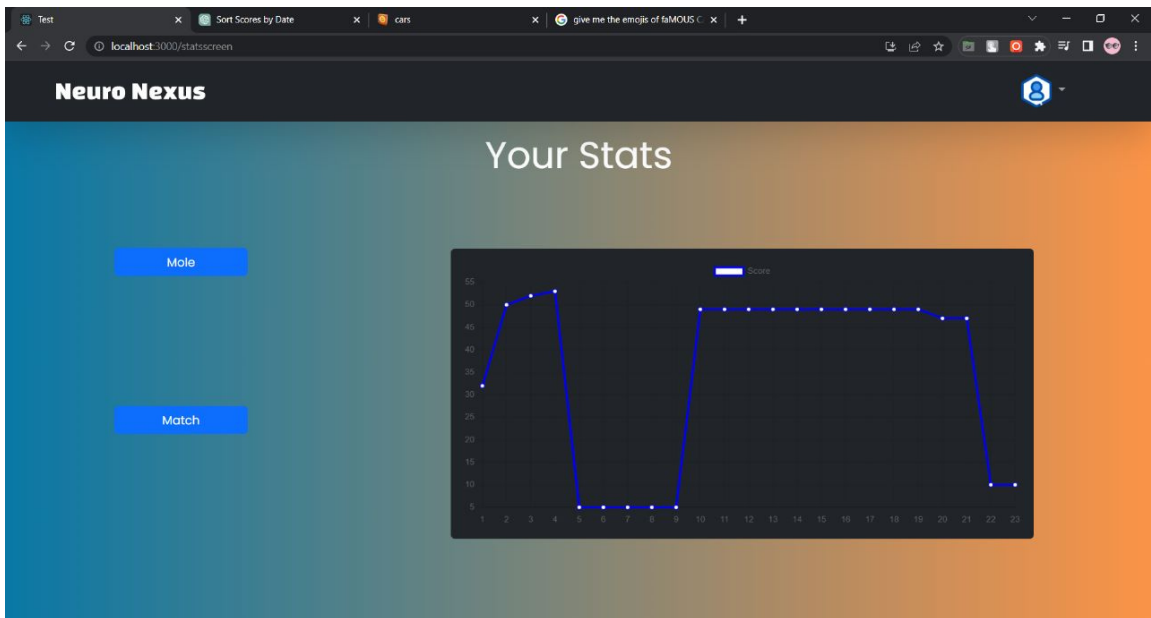 Test
Sort Scores by Date
cars
give me the emojis of faMOUS C
localhost:3000/statsscreen
Neuro Nexus
Your Stats
Mole
Match
Score
55
50
45
40
35
30
25
20
15
10
5
1 2 3 4 5 6 7 8 9 10 11 12 13 14 15 16 17 18 19 20 21 22 23